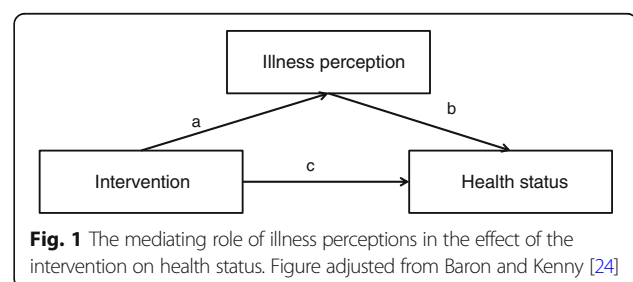 Illness perception
a
b
Intervention
c
Health status
Fig. 1 The mediating role of illness perceptions in the effect of the
intervention on health status. Figure adjusted from Baron and Kenny [24]